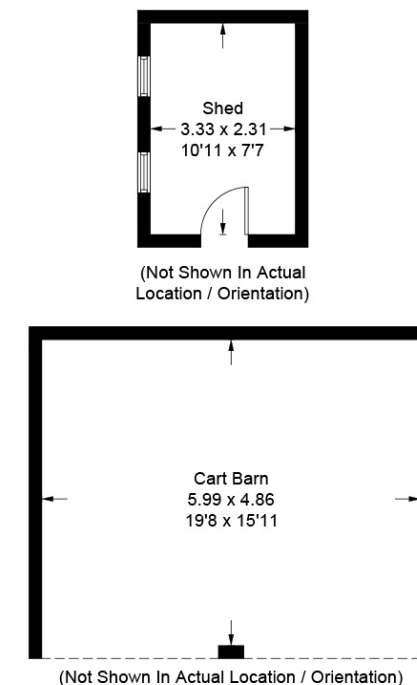 Shed
3.33 x 2.31
10'11 x 7'7
(Not Shown In Actual
Location / Orientation)
Cart Barn
5.99 x 4.86
19'8 x 15'11
(Not Shown In Actual Location / Orientation)